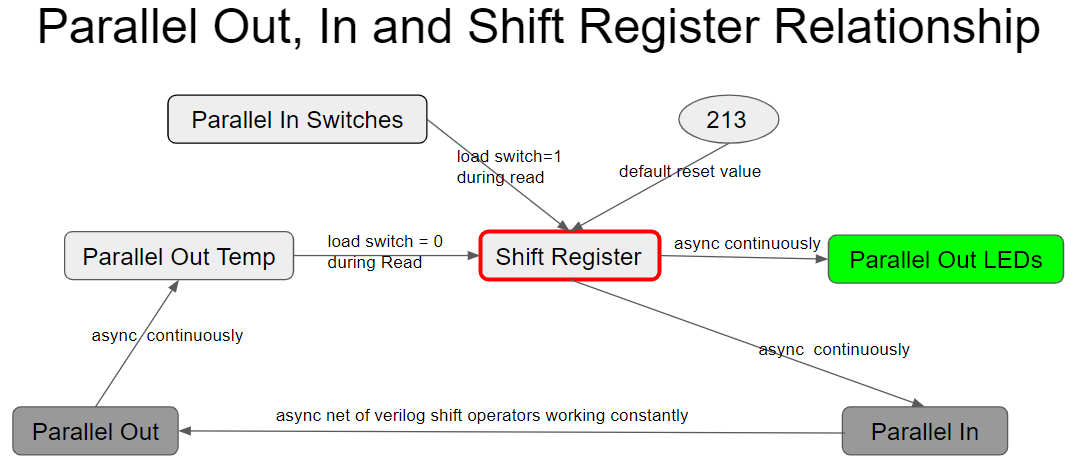 Parallel Out, In and Shift Register Relationship
Parallel In Switches
213
load switch=1
during read
default reset value
Parallel Out Temp
load switch = 0
during Read
Shift Register
async continuously
Parallel Out LEDs
async  continuously
async  continuously
Parallel Out
async net of verilog shift operators working constantly
Parallel In